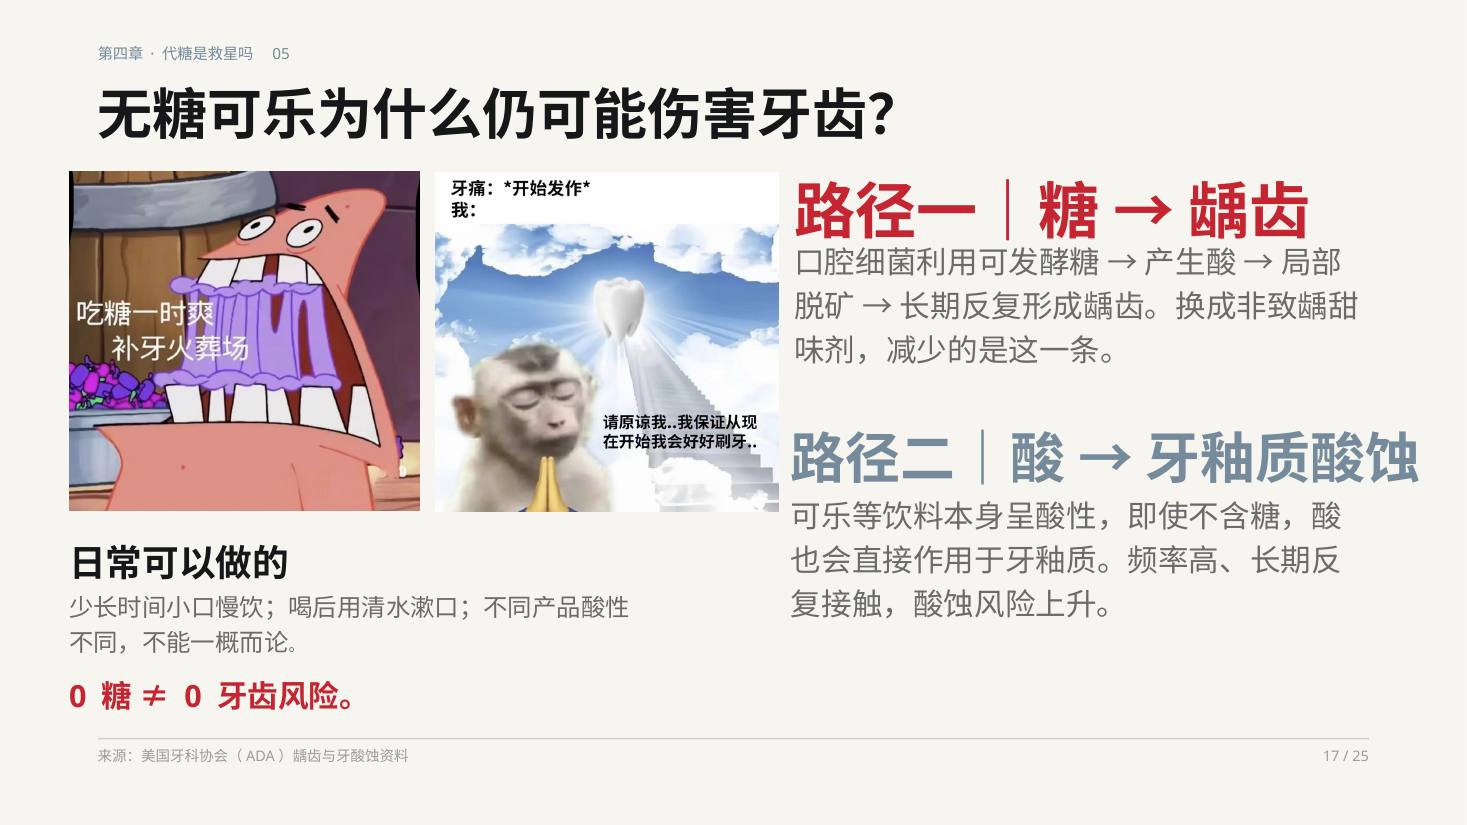 第四章 · 代糖是救星吗 05
无糖可乐为什么仍可能伤害牙齿？
吃糖一时爽
补牙火葬场
牙痛：*开始发作*
我：
请原谅我..我保证从现
在开始我会好好刷牙..
路径一｜糖 → 龋齿
口腔细菌利用可发酵糖 → 产生酸 → 局部
脱矿 → 长期反复形成龋齿。换成非致龋甜
味剂，减少的是这一条。
路径二｜酸 → 牙釉质酸蚀
可乐等饮料本身呈酸性，即使不含糖，酸
也会直接作用于牙釉质。频率高、长期反
复接触，酸蚀风险上升。
日常可以做的
少长时间小口慢饮；喝后用清水漱口；不同产品酸性
不同，不能一概而论。
0 糖 ≠ 0 牙齿风险。
来源：美国牙科协会（ADA）龋齿与牙酸蚀资料
17 / 25